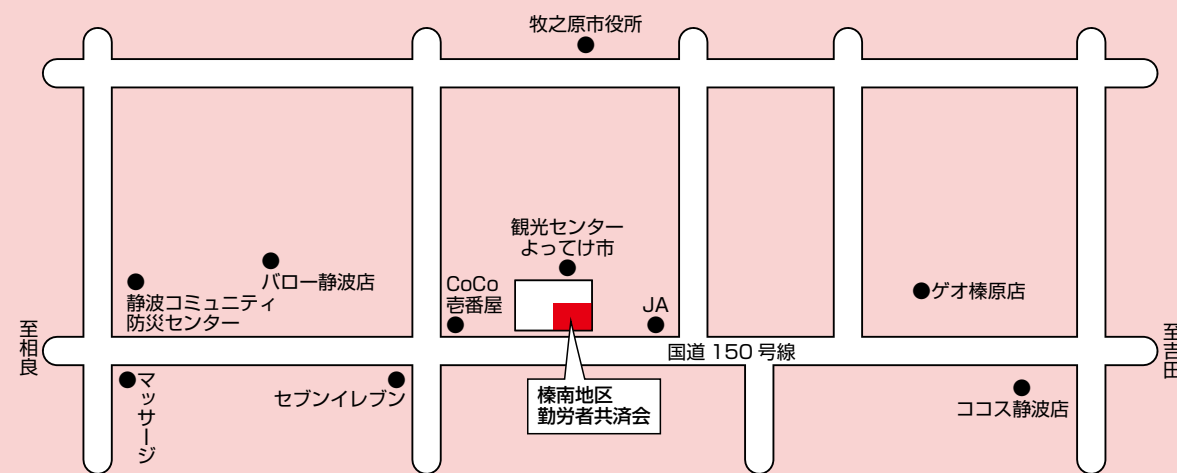 牧之原市役所
観光センター
よってけ市
バロー静波店
静波コミュニティ
防災センター
CoCo
壱番屋
JA
ゲオ榛原店
至相良
国道 150 号線
至吉田
マッサージ
セブンイレブン
榛南地区
勤労者共済会
ココス静波店